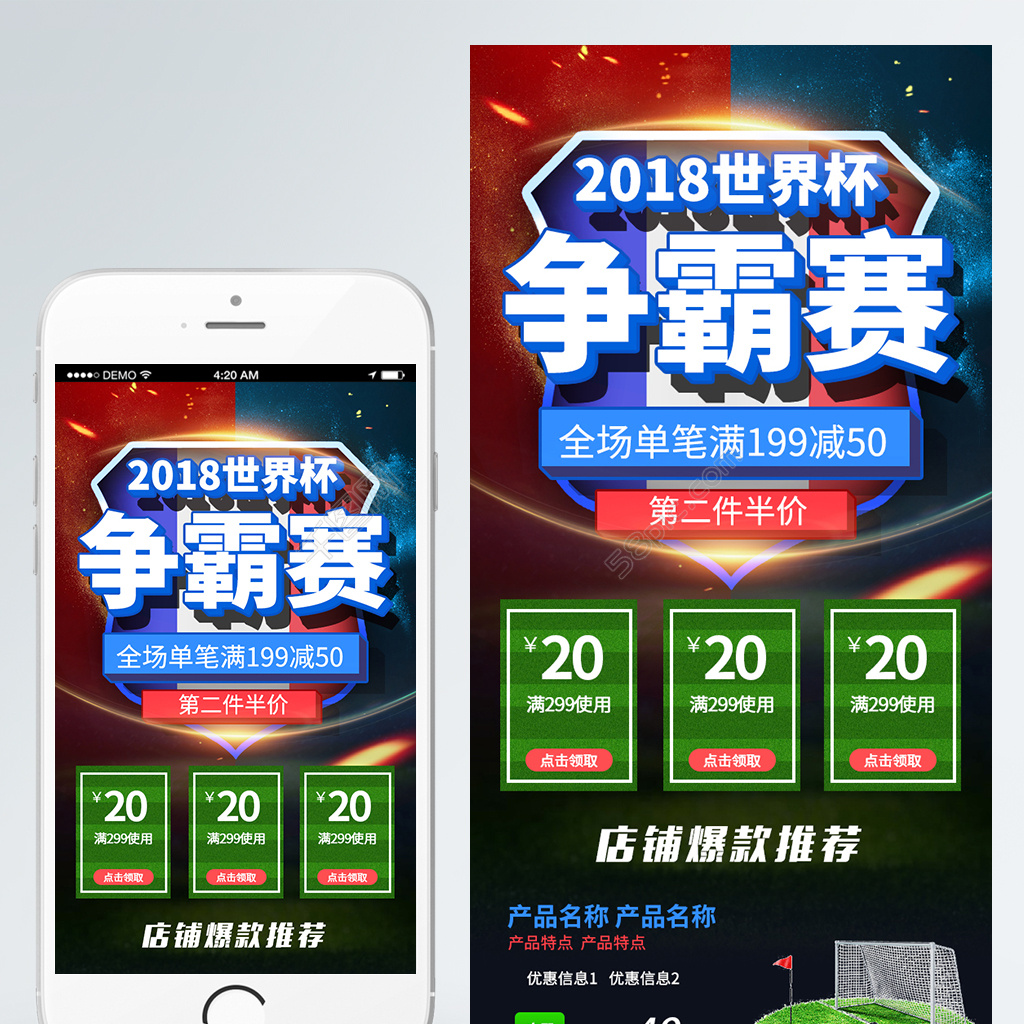 DEMO 4:20 AM
2018世界杯
争霸赛
全场单笔满199减50
第二件半价
¥20
满299使用
点击领取
¥20
满299使用
点击领取
¥20
满299使用
点击领取
店铺爆款推荐
2018世界杯
争霸赛
全场单笔满199减50
第二件半价
¥20
满299使用
点击领取
¥20
满299使用
点击领取
¥20
满299使用
点击领取
店铺爆款推荐
产品名称 产品名称
产品特点 产品特点
优惠信息1 优惠信息2